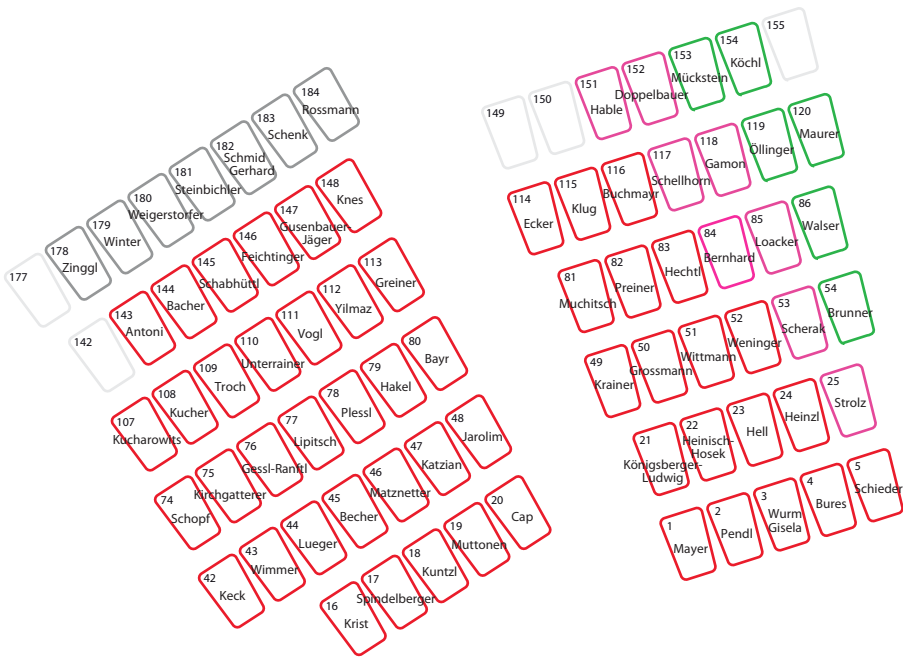 155
154
Köchl
153
Mückstein
152
Doppelbauer
151
Hable
150
149
184
Rossmann
183
Schenk
182
Schmid
Gerhard
181
Steinbichler
180
Weigerstorfer
179
Winter
178
Zinggl
177
120
Maurer
119
Öllinger
118
Gamon
117
Schellhorn
116
Buchmayr
115
Klug
114
Ecker
148
Knes
147
Gusenbauer
Jäger
146
Feichtinger
145
Schabhüttl
144
Bacher
143
Antoni
142
86
Walser
85
Loacker
84
Bernhard
83
Hechtl
82
Preiner
81
Muchitsch
113
Greiner
112
Yilmaz
111
Vogl
110
Unterrainer
109
Troch
108
Kucher
107
Kucharowits
54
Brunner
53
Scherak
52
Weninger
51
Wittmann
50
Grossmann
49
Krainer
80
Bayr
79
Hakel
78
Plessl
77
Lipitsch
76
Gessl-Ranftl
75
Kirchgatterer
74
Schopf
25
Strolz
24
Heinzl
23
Hell
22
Heinisch-
Hosek
21
Königsberger-
Ludwig
48
Jarolim
47
Katzian
46
Matznetter
45
Becher
44
Lueger
43
Wimmer
42
Keck
5
Schieder
4
Bures
3
Wurm
Gisela
2
Pendl
1
Mayer
20
Cap
19
Muttonen
18
Kuntzl
17
Spindelberger
16
Krist